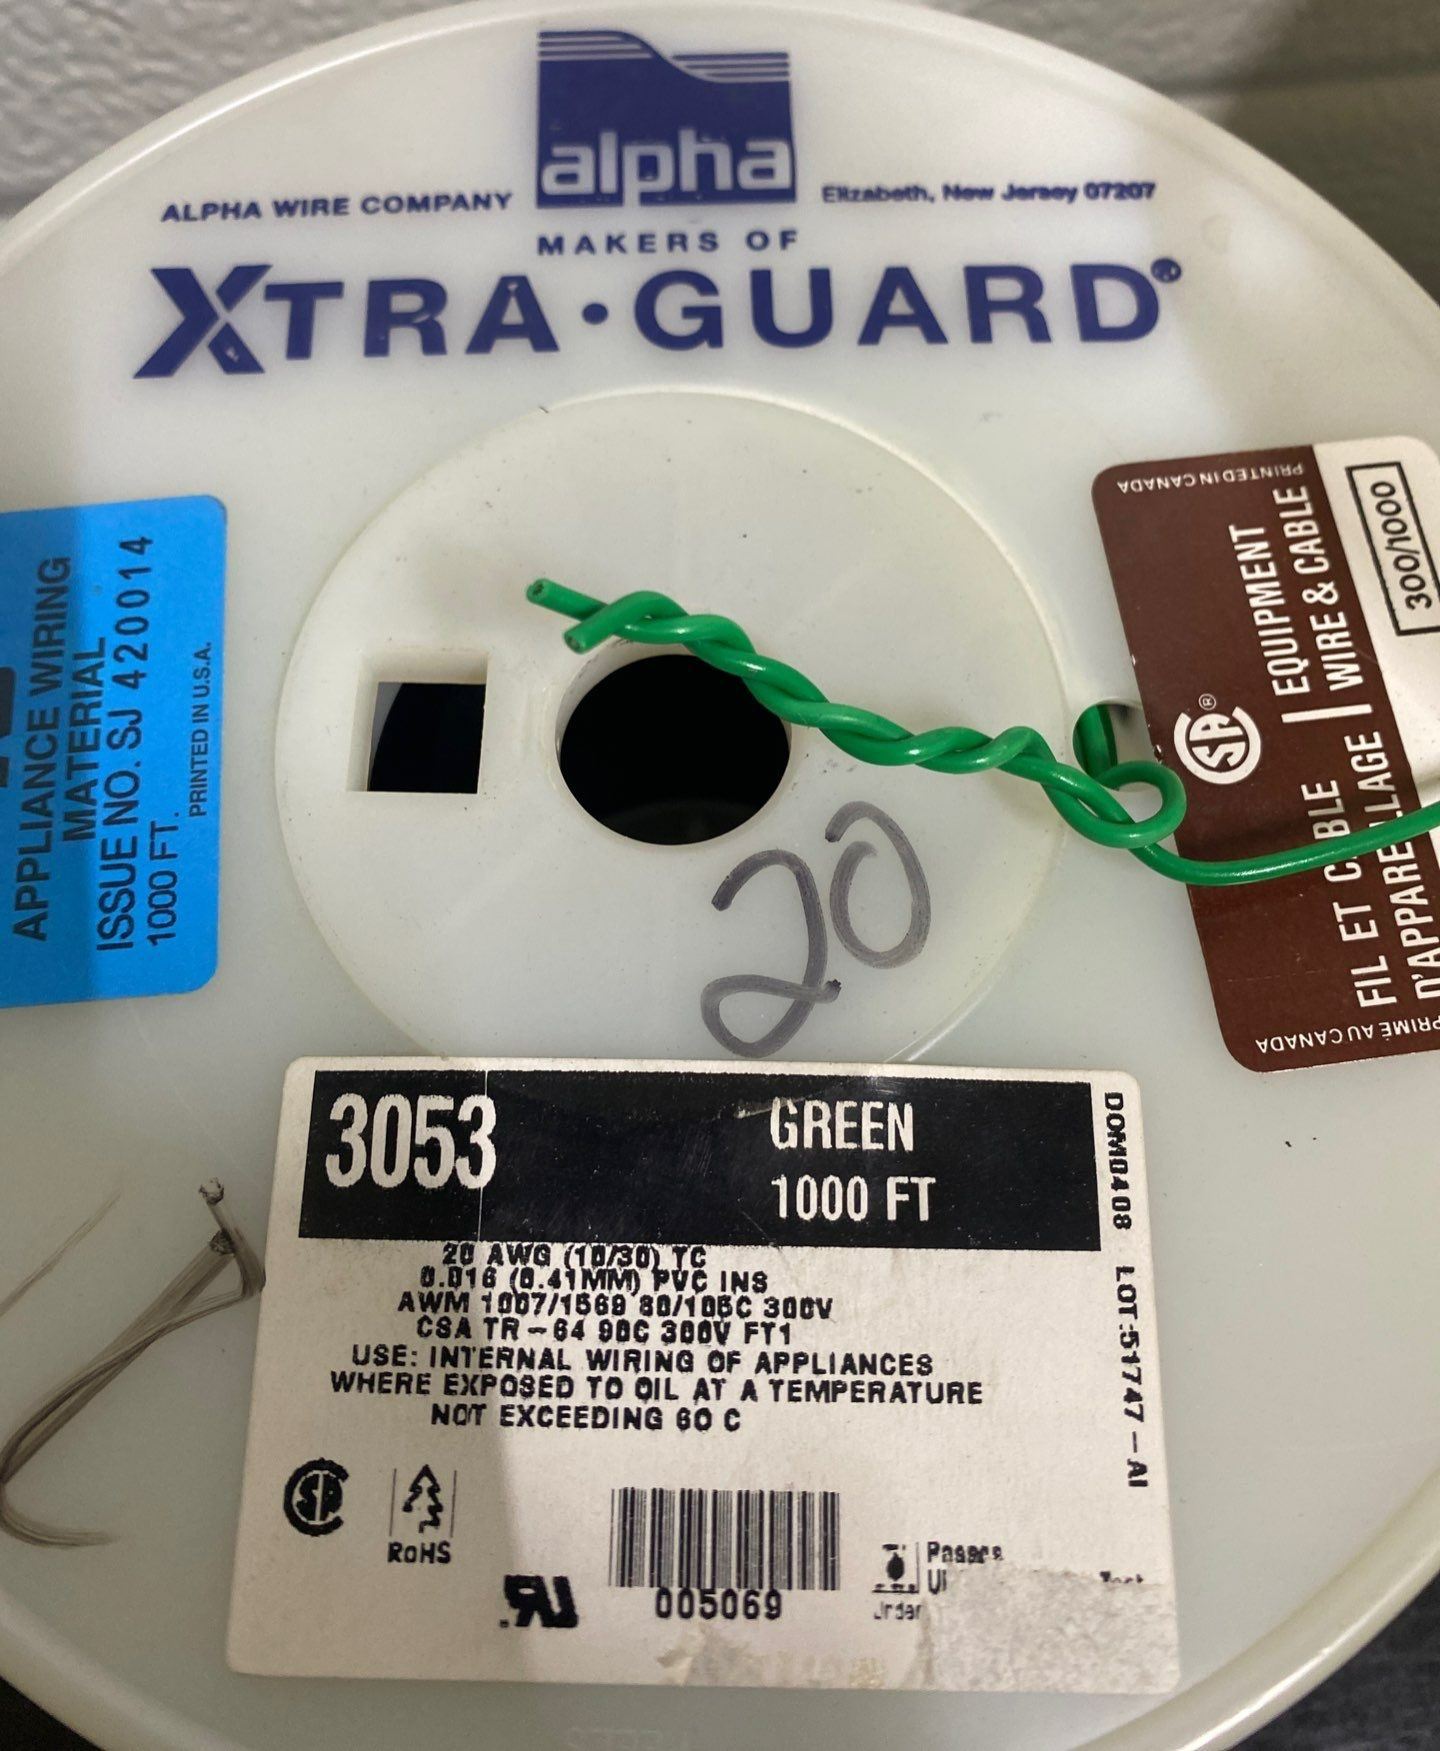 alpha
ALPHA WIRE COMPANY
Elizabeth, New Jersey 07207
MAKERS OF
XTRA•GUARD®
APPLIANCE WIRING
MATERIAL
ISSUE NO. SJ 420014
1000 FT.
PRINTED IN U.S.A.
PRINTED IN CANADA
EQUIPMENT
WIRE & CABLE
300/1000
SA®
FIL ET CABLE
D'APPAREILLAGE
PRIMÉ AU CANADA
20
3053
GREEN
1000 FT
20 AWG (10/30) TC
0.016 (0.41MM) PVC INS
AWM 1007/1569 80/105C 300V
CSA TR-64 90C 300V FT1
USE: INTERNAL WIRING OF APPLIANCES
WHERE EXPOSED TO OIL AT A TEMPERATURE
NOT EXCEEDING 60 C
DOM0408 LOT:51747-AI
RoHS
005069
Passes